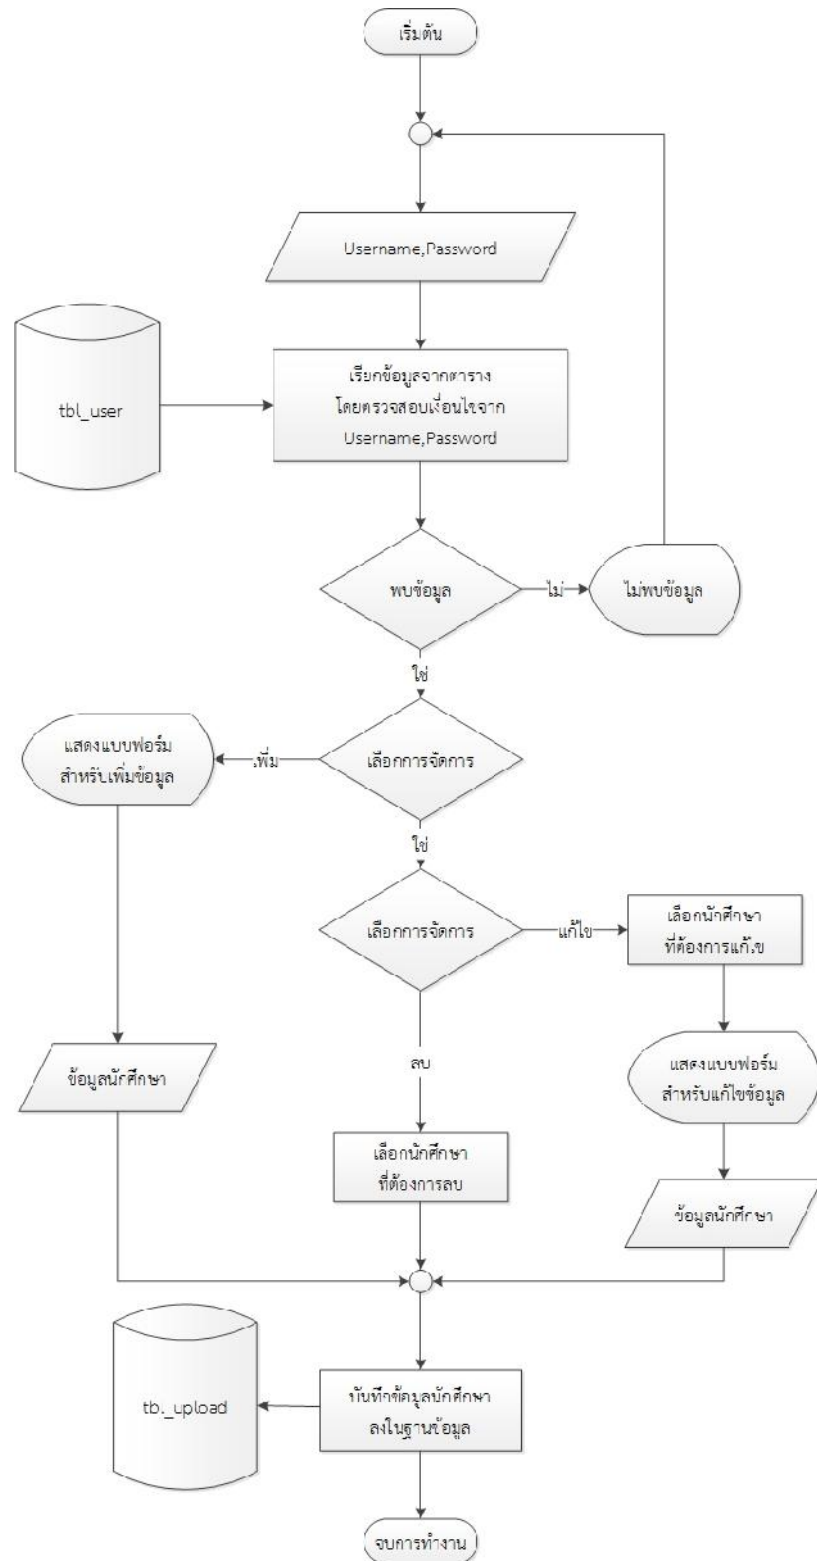 เริ่มต้น
Username,Password
tbl_user
เรียกข้อมูลจากตาราง
โดยตรวจสอบเงื่อนไขจาก
Username,Password
พบข้อมูล
ไม่
ไม่พบข้อมูล
ใช่
แสดงแบบฟอร์ม
สำหรับเพิ่มข้อมูล
เพิ่ม
เลือกการจัดการ
ใช่
เลือกการจัดการ
แก้ไข
เลือกนักศึกษา
ที่ต้องการแก้ไข
ลบ
แสดงแบบฟอร์ม
สำหรับแก้ไขข้อมูล
ข้อมูลนักศึกษา
เลือกนักศึกษา
ที่ต้องการลบ
ข้อมูลนักศึกษา
tb._upload
บันทึกข้อมูลนักศึกษา
ลงในฐานข้อมูล
จบการทำงาน